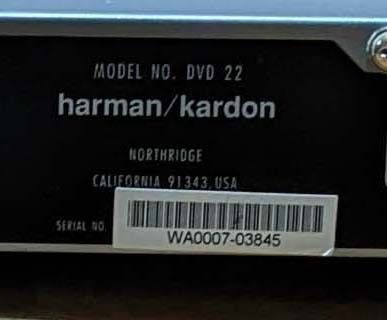 MODEL NO. DVD 22
harman/kardon
NORTHRIDGE
CALIFORNIA 91343, USA
SERIAL NO.
WA0007-03845